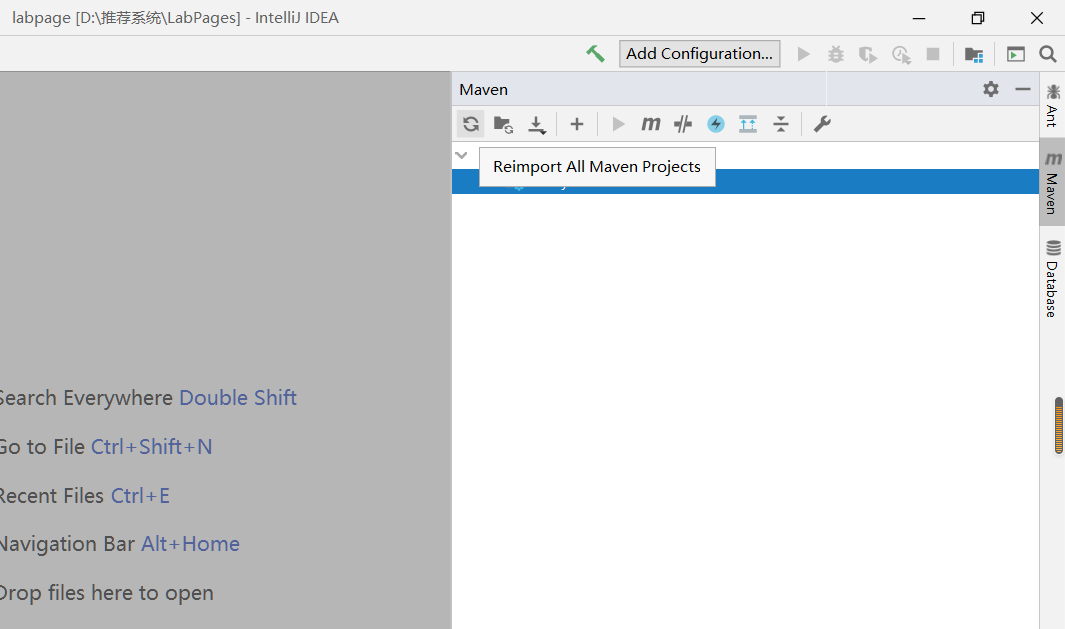 labpage [D:\推荐系统\LabPages] - IntelliJ IDEA
Add Configuration...
Maven
Reimport All Maven Projects
Ant
Maven
Database
Search Everywhere Double Shift
Go to File Ctrl+Shift+N
Recent Files Ctrl+E
Navigation Bar Alt+Home
Drop files here to open